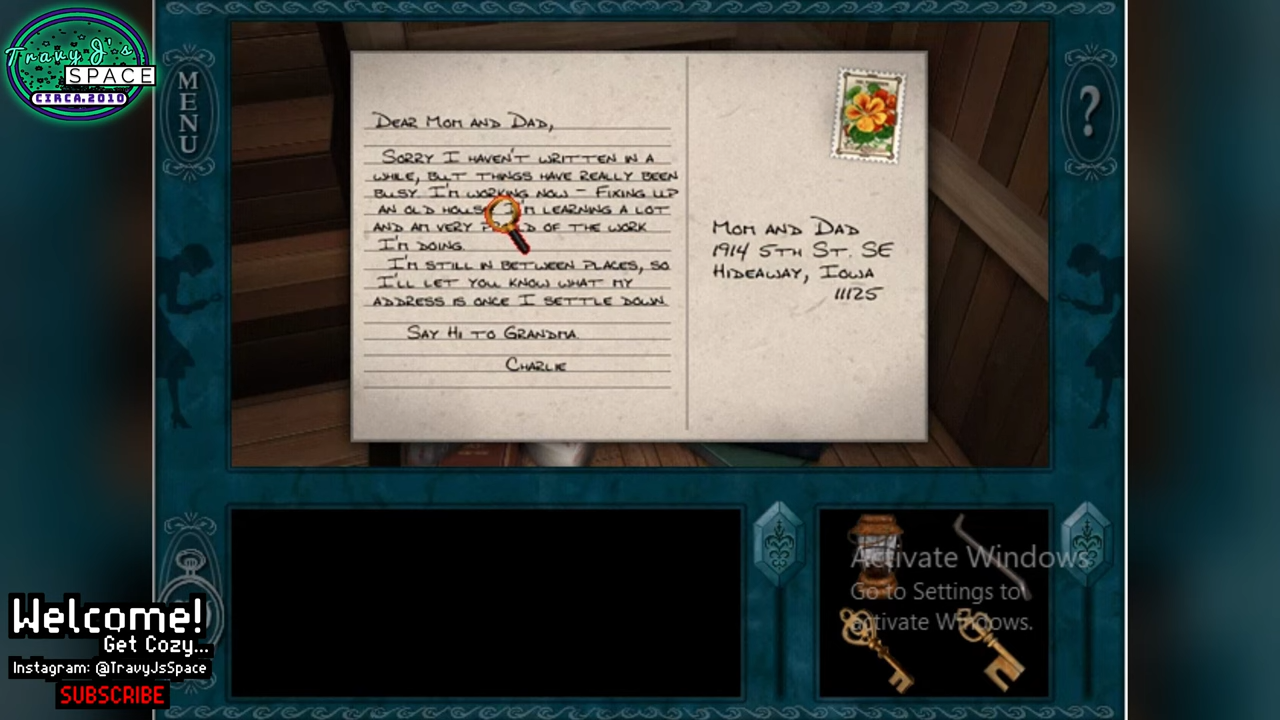 Travy J's
SPACE
CIRCA.2010
MENU
?
DEAR MOM AND DAD,
SORRY I HAVEN'T WRITTEN IN A
WHILE, BUT THINGS HAVE REALLY BEEN
BUSY. I'M WORKING NOW - FIXING UP
AN OLD I'M LEARNING A LOT
AND AM VERY OF THE WORK
I'M DOING.
I'M STILL IN BETWEEN PLACES, SO
I'LL LET YOU KNOW WHAT MY
ADDRESS IS ONCE I SETTLE DOWN.
SAY HI TO GRANDMA.
CHARLIE
MOM AND DAD
1914 5TH ST. SE
HIDEAWAY, IOWA
11125
Activate Windows
Go to Settings to
activate Windows.
Welcome!
Get Cozy...
Instagram: @TravyJsSpace
SUBSCRIBE